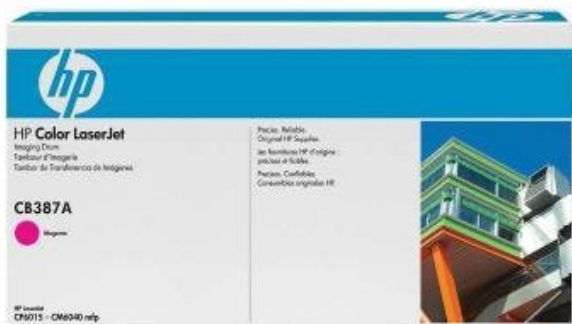 hp
HP Color LaserJet
Imaging Drum
Tambour d'Imagerie
Tambor de Transferencia de Imágenes
CB387A
Magenta
HP LaserJet
CP6015 - CM6040 mfp
Precise. Reliable.
Original HP Supplies.
Les fournitures HP d'origine :
précises et fiables.
Precisos. Confiables.
Consumibles originales HP.